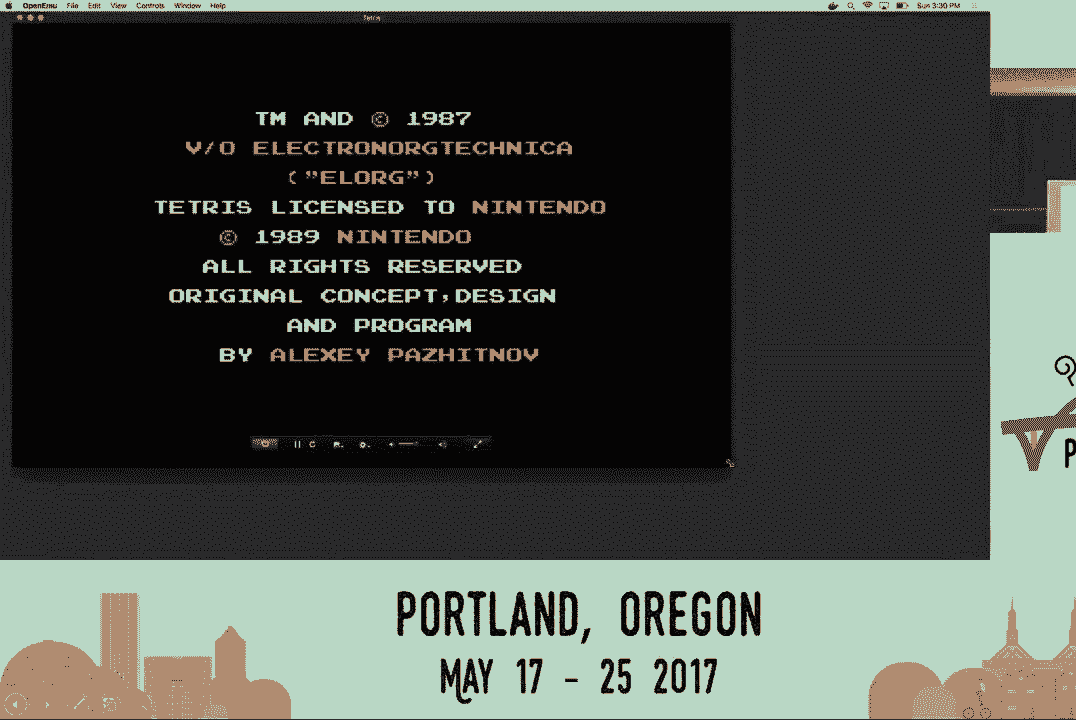 OpenEmu File Edit View Controls Window Help Sun 3:30 PM
Tetris
TM AND © 1987
V/O ELECTRONORGTECHNICA
("ELORG")
TETRIS LICENSED TO NINTENDO
© 1989 NINTENDO
ALL RIGHTS RESERVED
ORIGINAL CONCEPT,DESIGN
AND PROGRAM
BY ALEXEY PAZHITNOV
P
PORTLAND, OREGON
MAY 17 - 25 2017